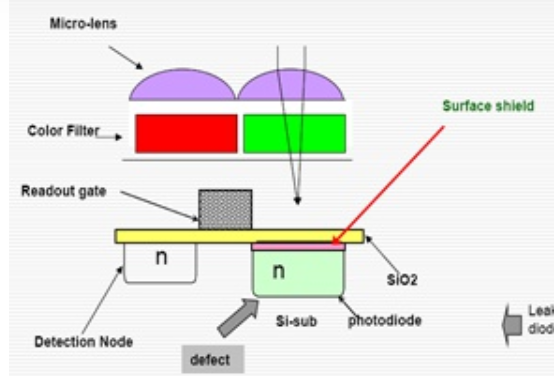 Micro-lens
Surface shield
Color Filter
Readout gate
n
n
SiO2
Si-sub
photodiode
Detection Node
defect